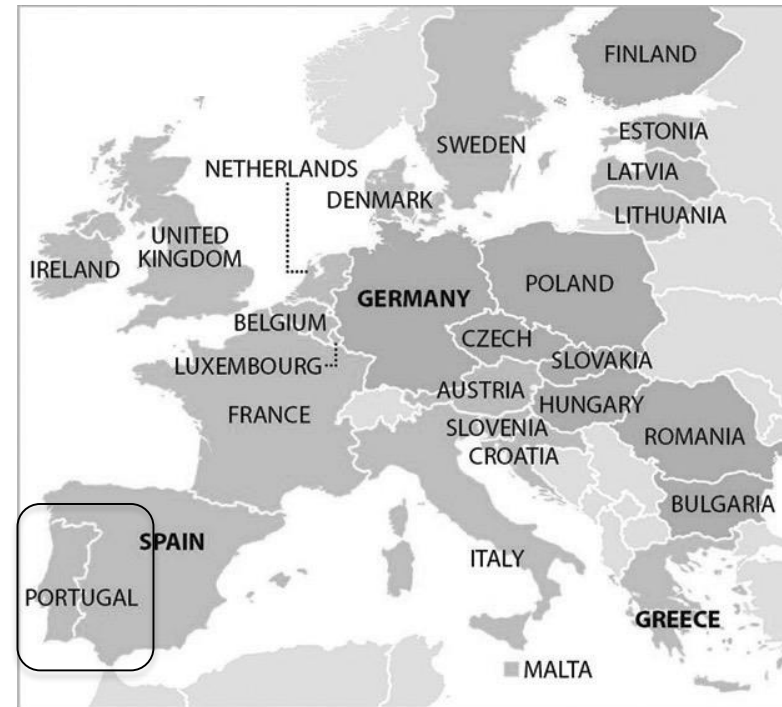 FINLAND
ESTONIA
SWEDEN
LATVIA
NETHERLANDS
DENMARK
LITHUANIA
UNITED
KINGDOM
IRELAND
POLAND
GERMANY
BELGIUM
CZECH
SLOVAKIA
LUXEMBOURG
AUSTRIA
HUNGARY
FRANCE
SLOVENIA
ROMANIA
CROATIA
BULGARIA
SPAIN
ITALY
PORTUGAL
GREECE
MALTA